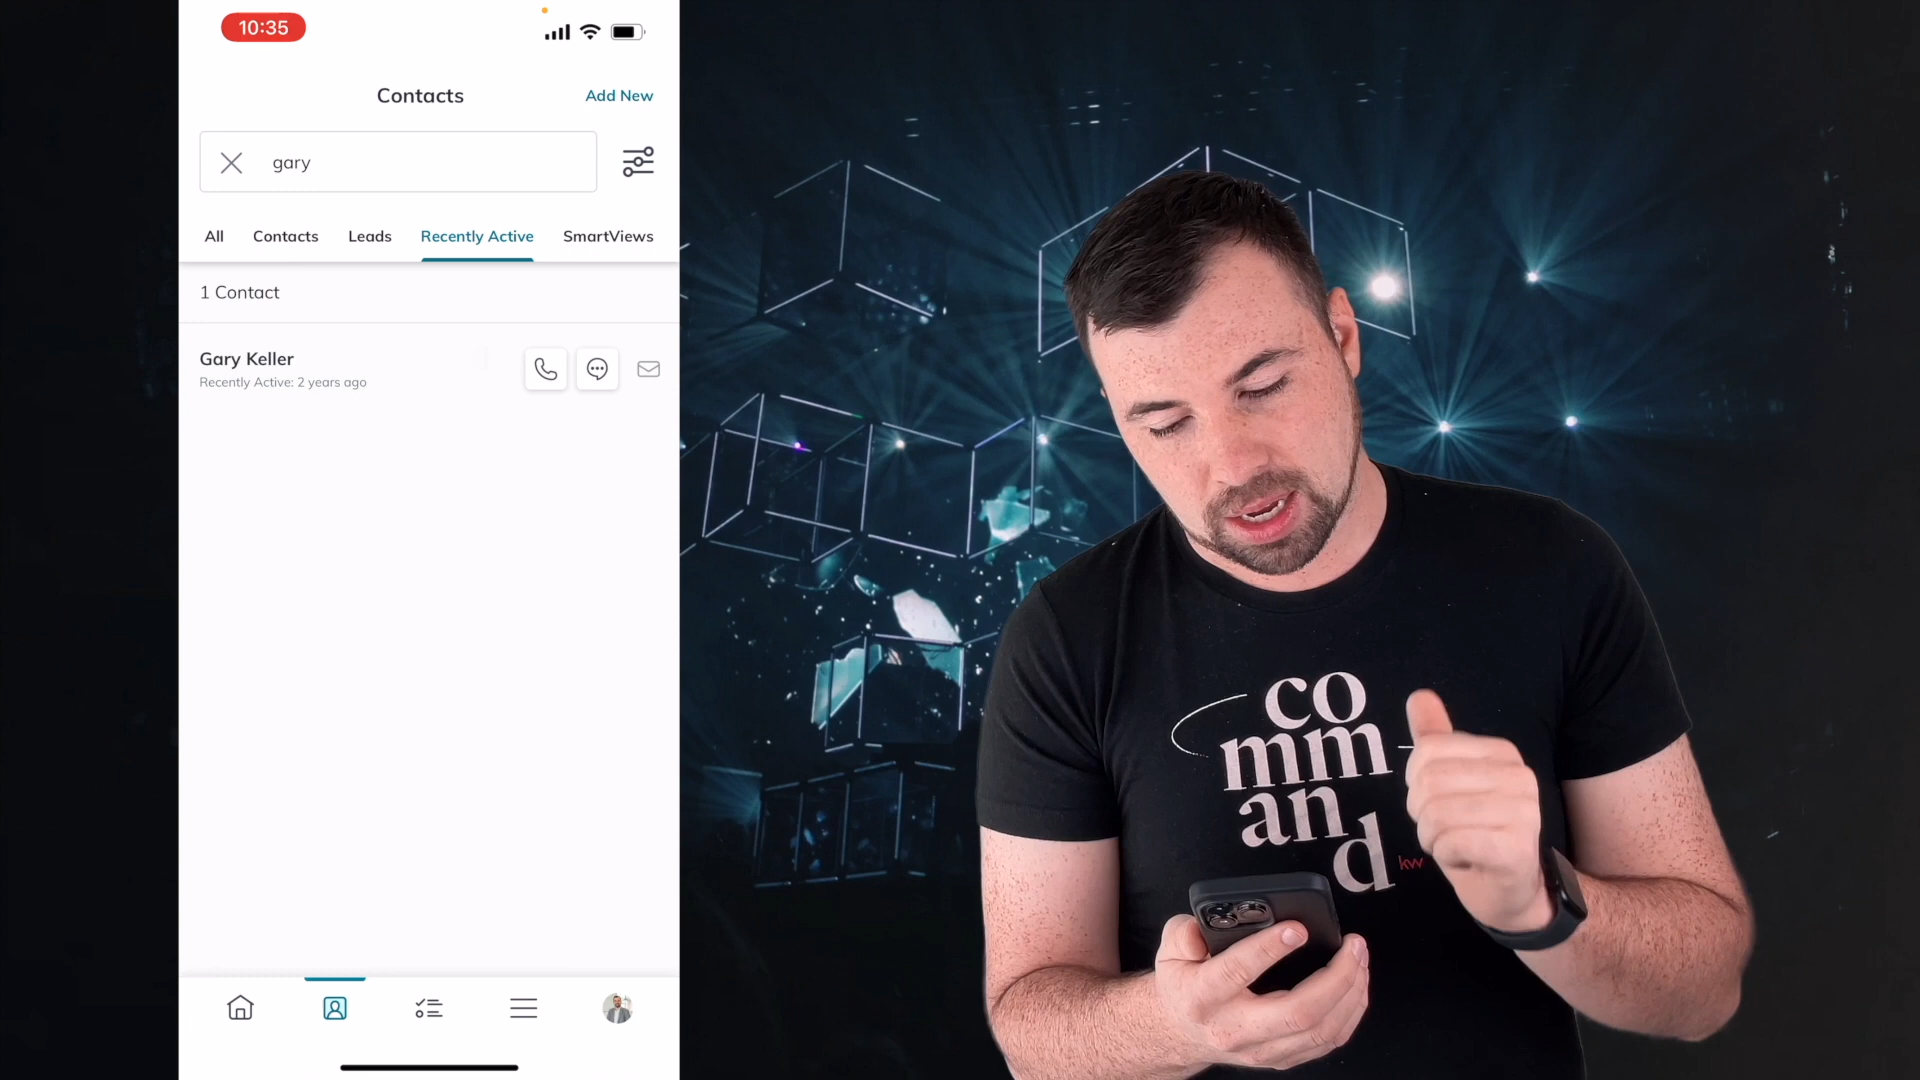 10:35
Contacts
Add New
gary
All Contacts Leads Recently Active SmartViews
1 Contact
Gary Keller
Recently Active: 2 years ago
co
mm
an
d
kw